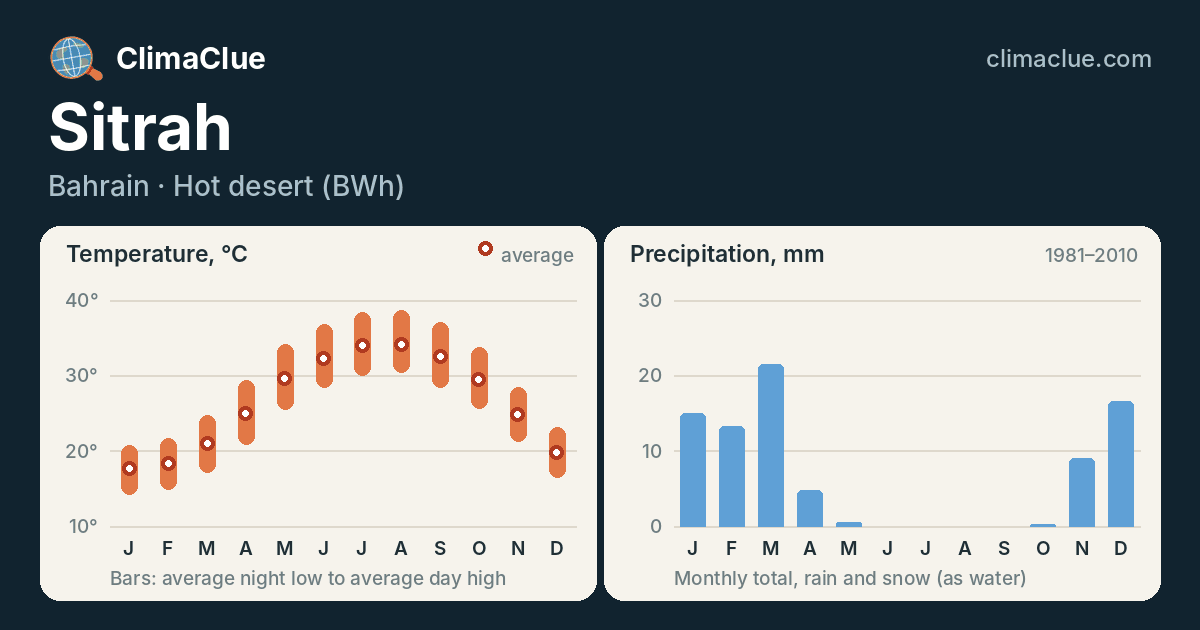 ClimaClue
climaclue.com
Sitrah
Bahrain · Hot desert (BWh)
Temperature, °C
average
40°
30°
20°
10°
J F M A M J J A S O N D
Bars: average night low to average day high
Precipitation, mm
1981–2010
30
20
10
0
J F M A M J J A S O N D
Monthly total, rain and snow (as water)